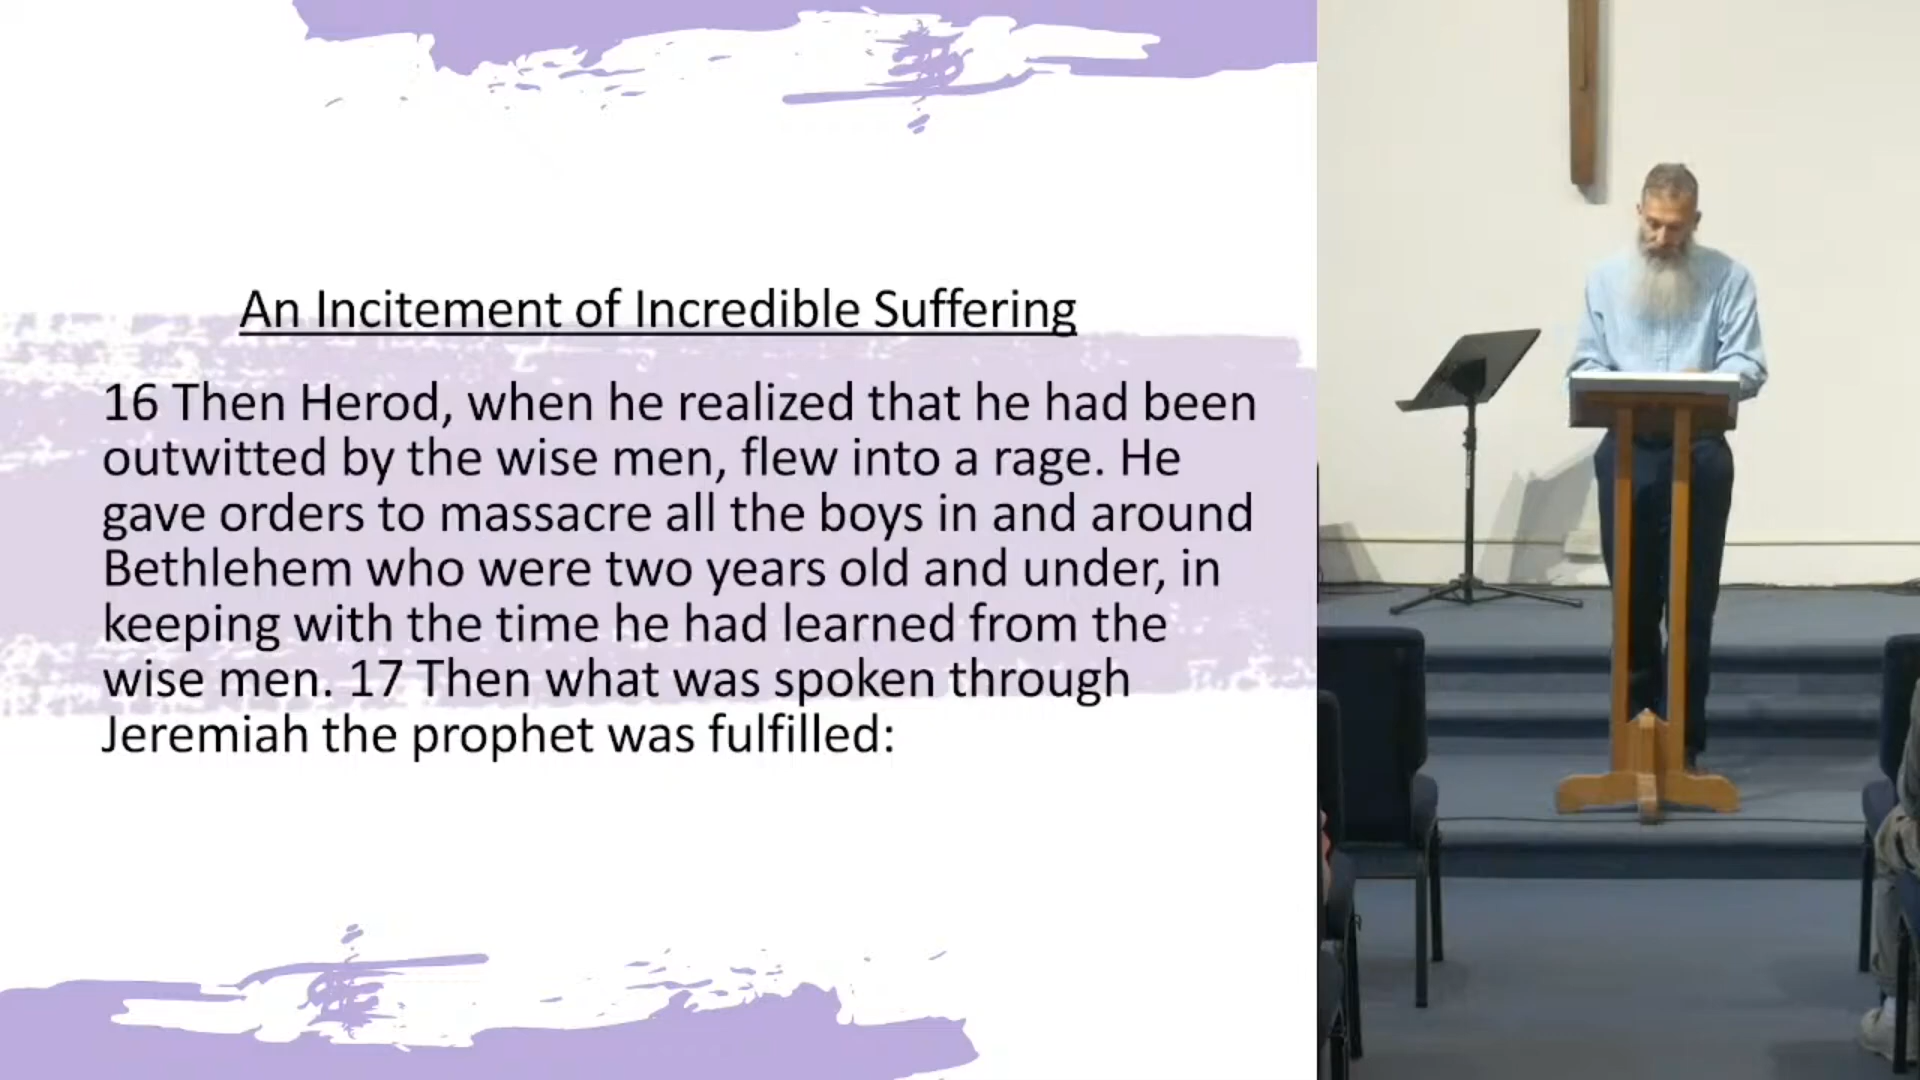 An Incitement of Incredible Suffering
16 Then Herod, when he realized that he had been
outwitted by the wise men, flew into a rage. He
gave orders to massacre all the boys in and around
Bethlehem who were two years old and under, in
keeping with the time he had learned from the
wise men. 17 Then what was spoken through
Jeremiah the prophet was fulfilled: